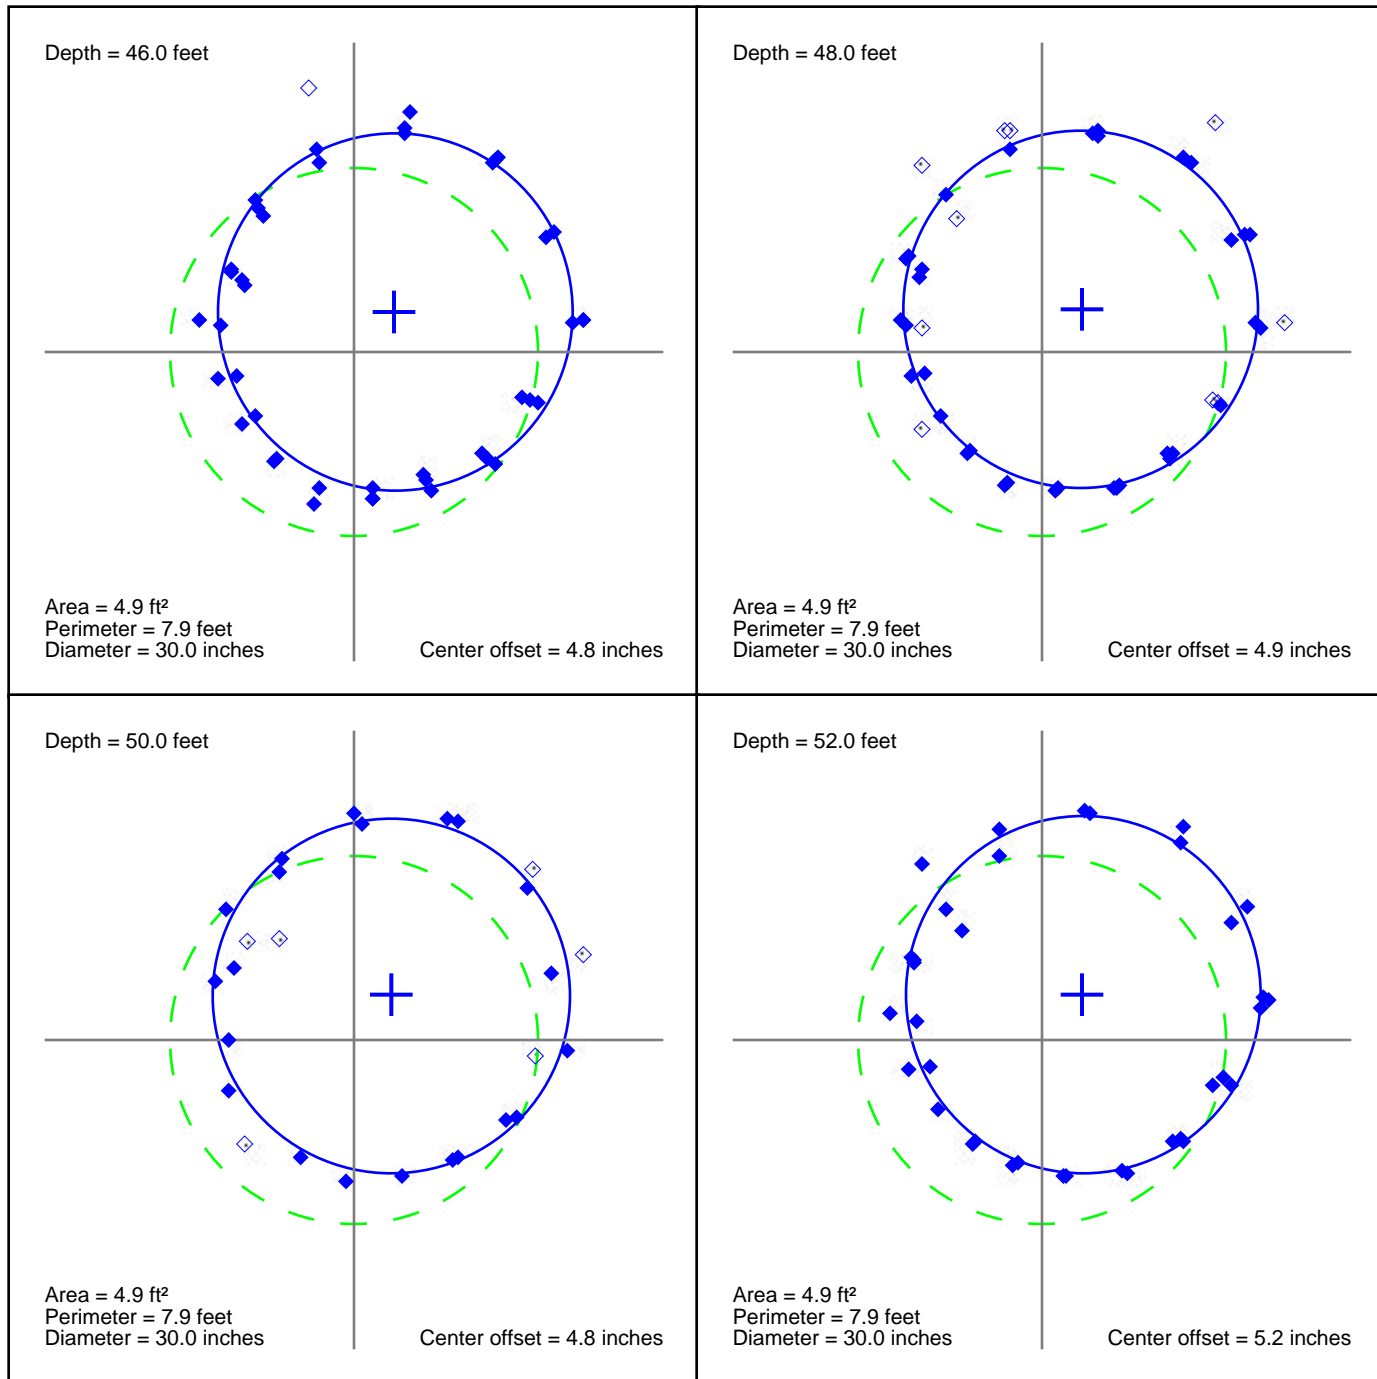 Depth = 46.0 feet
Area = 4.9 ft²
Perimeter = 7.9 feet
Diameter = 30.0 inches
Center offset = 4.8 inches
Depth = 48.0 feet
Area = 4.9 ft²
Perimeter = 7.9 feet
Diameter = 30.0 inches
Center offset = 4.9 inches
Depth = 50.0 feet
Area = 4.9 ft²
Perimeter = 7.9 feet
Diameter = 30.0 inches
Center offset = 4.8 inches
Depth = 52.0 feet
Area = 4.9 ft²
Perimeter = 7.9 feet
Diameter = 30.0 inches
Center offset = 5.2 inches